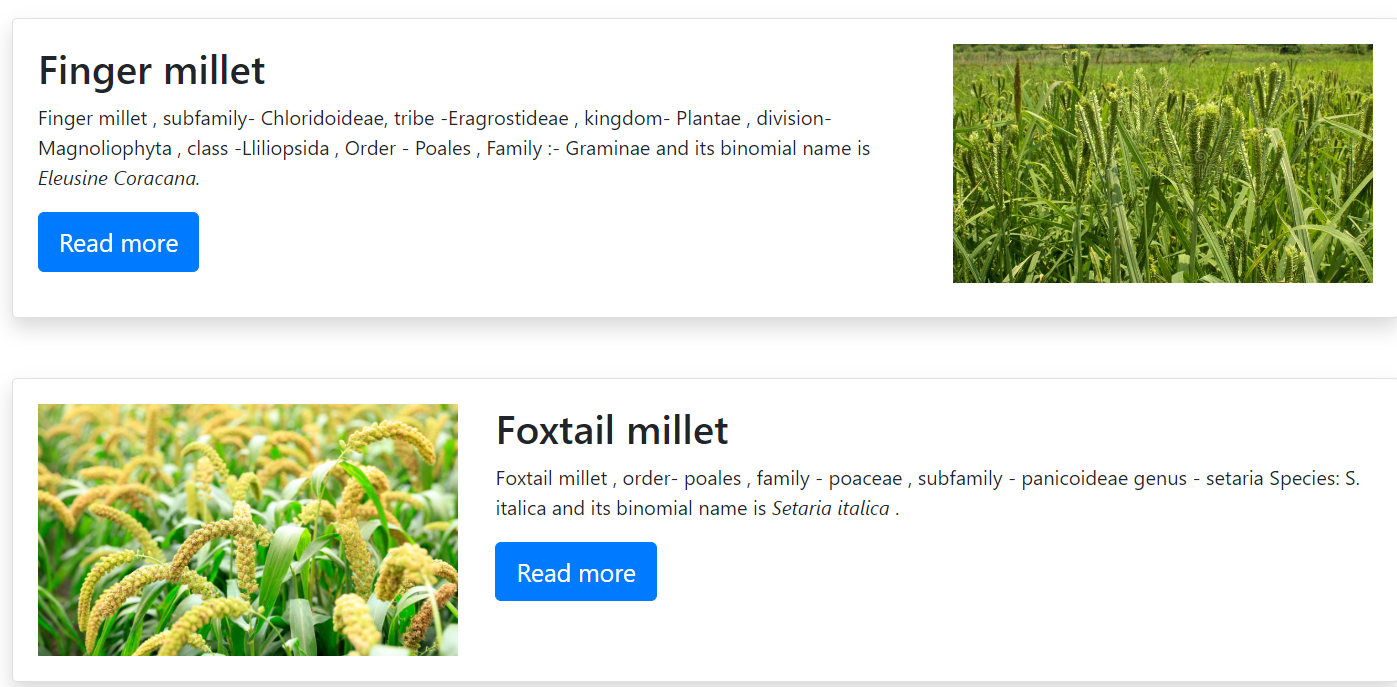 Finger millet
Finger millet , subfamily- Chloridoideae, tribe -Eragrostideae , kingdom- Plantae , division-
Magnoliophyta , class -Lliliopsida , Order - Poales , Family :- Graminae and its binomial name is
Eleusine Coracana.
Read more
Foxtail millet
Foxtail millet , order- poales , family - poaceae , subfamily - panicoideae genus - setaria Species: S.
italica and its binomial name is Setaria italica .
Read more